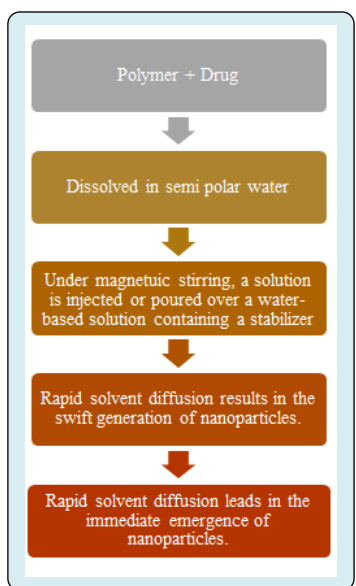 Polymer + Drug
Dissolved in semi polar water
Under magnetuic stirring, a solution
is injected or poured over a water-
based solution containing a stabilizer
Rapid solvent diffusion results in the
swift generation of nanoparticles.
Rapid solvent diffusion leads in the
immediate emergence of
nanoparticles.